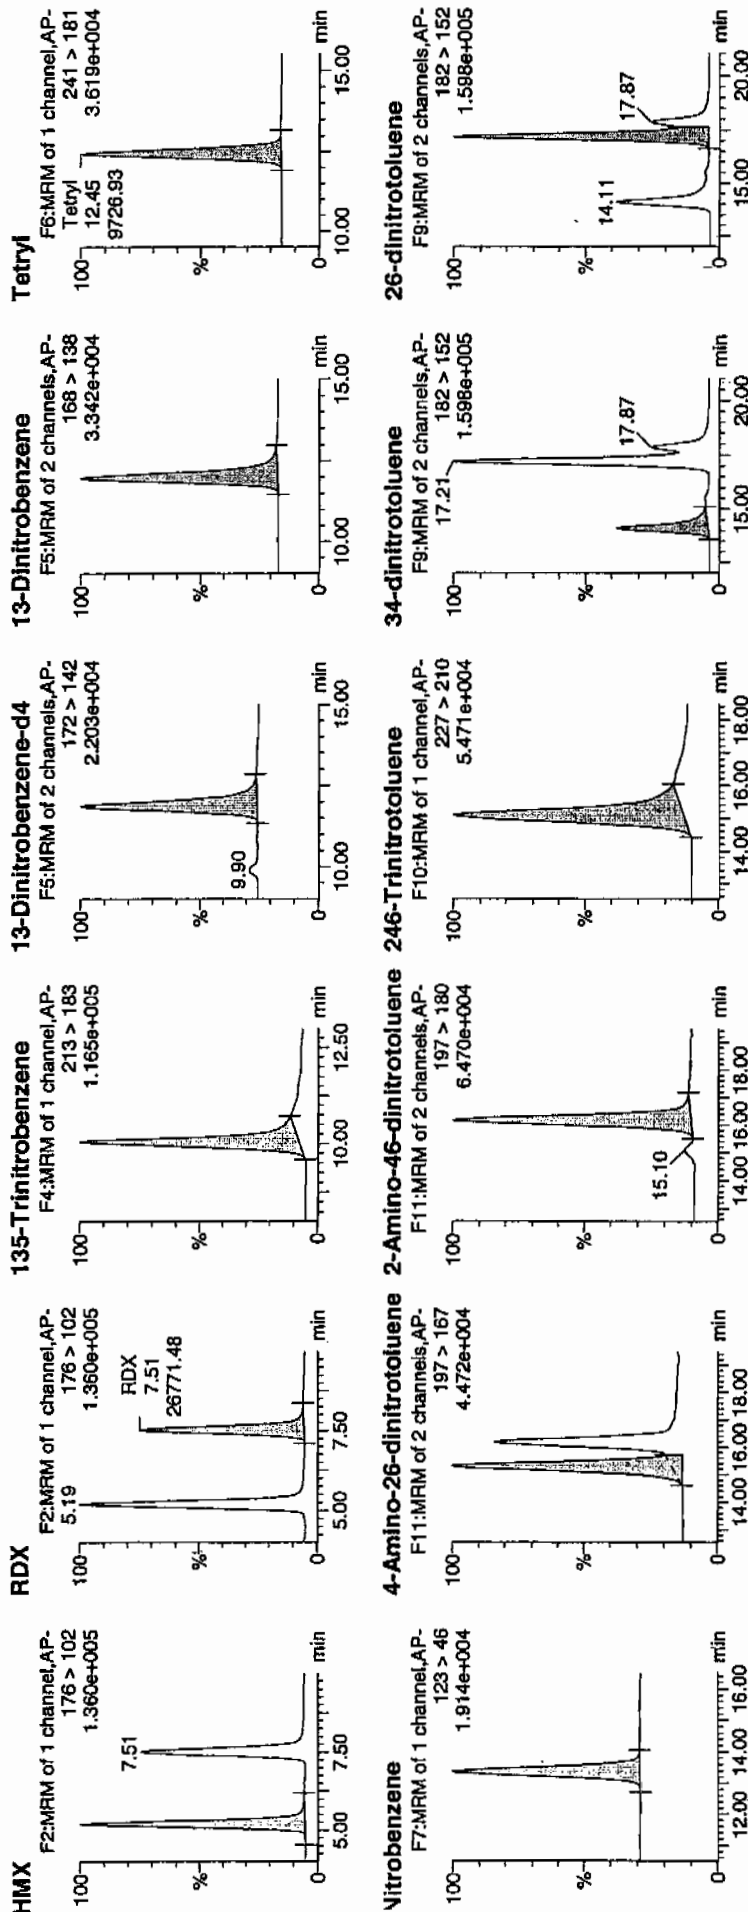 HMX
F2:MRM of 1 channel,AP-
176 > 102
1.360e+005
100
7.51
%
0
5.00
7.50
min
RDX
F2:MRM of 1 channel,AP-
5.19
176 > 102
1.360e+005
100
RDX
7.51
26771.48
%
0
5.00
7.50
min
135-Trinitrobenzene
F4:MRM of 1 channel,AP-
213 > 183
1.165e+005
100
%
0
10.00
12.50
min
13-Dinitrobenzene-d4
F5:MRM of 2 channels,AP-
172 > 142
2.203e+004
100
%
9.90
0
10.00
15.00
min
13-Dinitrobenzene
F5:MRM of 2 channels,AP-
168 > 138
3.342e+004
100
%
0
10.00
15.00
min
Tetryl
F6:MRM of 1 channel,AP-
Tetryl
241 > 181
12.45
3.619e+004
9726.93
100
%
0
10.00
15.00
min
Nitrobenzene
F7:MRM of 1 channel,AP-
123 > 46
1.914e+004
100
%
0
12.00
14.00
16.00
min
4-Amino-26-dinitrotoluene
F11:MRM of 2 channels,AP-
197 > 167
4.472e+004
100
%
0
14.00
16.00
18.00
min
2-Amino-46-dinitrotoluene
F11:MRM of 2 channels,AP-
197 > 180
6.470e+004
100
%
15.10
0
14.00
16.00
18.00
min
246-Trinitrotoluene
F10:MRM of 1 channel,AP-
227 > 210
5.471e+004
100
%
0
14.00
16.00
18.00
min
34-dinitrotoluene
F9:MRM of 2 channels,AP-
182 > 152
1.598e+005
17.21
100
17.87
%
0
15.00
20.00
min
26-dinitrotoluene
F9:MRM of 2 channels,AP-
182 > 152
1.598e+005
100
17.87
14.11
%
0
15.00
20.00
min